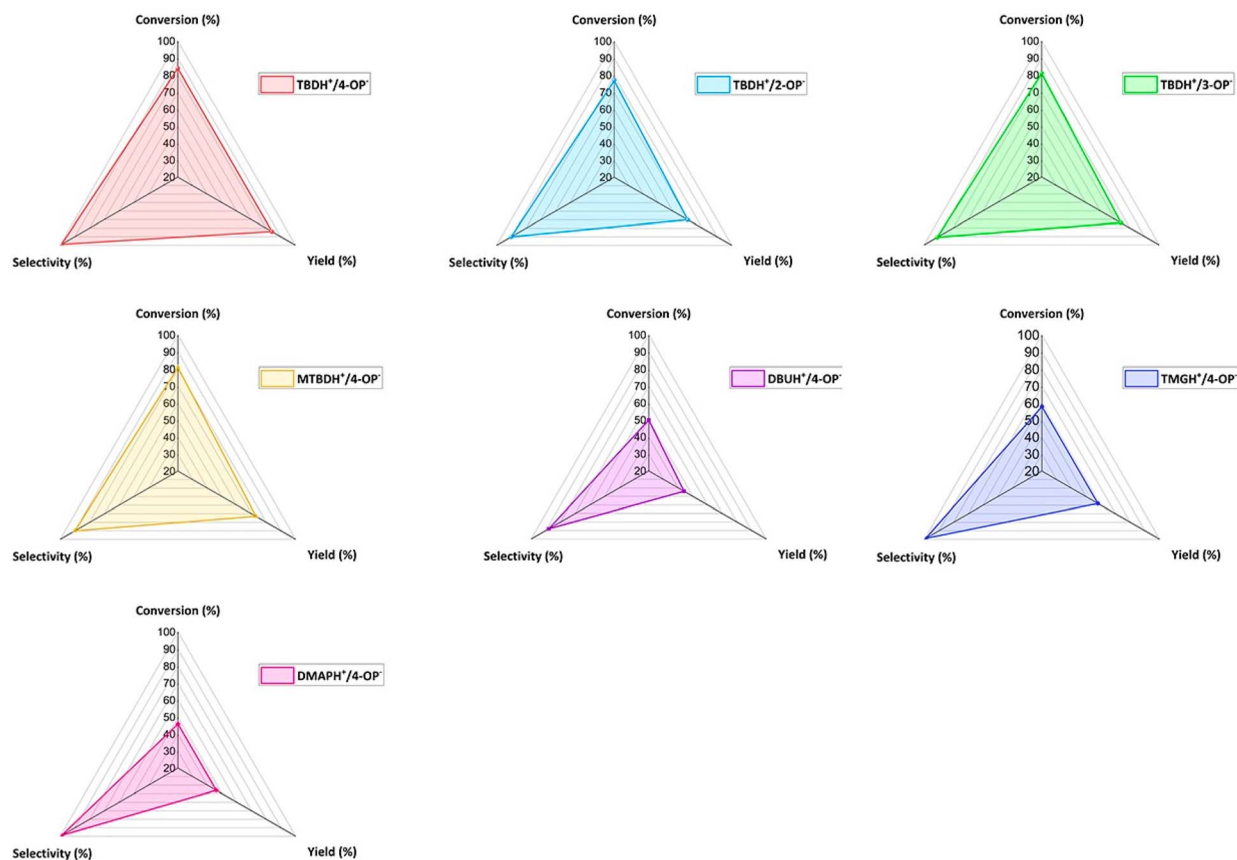 Conversion (%)
100
90
80
70
60
50
40
30
20
TBDH⁺/4-OP⁻
Selectivity (%)
Yield (%)
Conversion (%)
100
90
80
70
60
50
40
30
20
TBDH⁺/2-OP⁻
Selectivity (%)
Yield (%)
Conversion (%)
100
90
80
70
60
50
40
30
20
TBDH⁺/3-OP⁻
Selectivity (%)
Yield (%)
Conversion (%)
100
90
80
70
60
50
40
30
20
MTBDH⁺/4-OP⁻
Selectivity (%)
Yield (%)
Conversion (%)
100
90
80
70
60
50
40
30
20
DBUH⁺/4-OP⁻
Selectivity (%)
Yield (%)
Conversion (%)
100
90
80
70
60
50
40
30
20
TMGH⁺/4-OP⁻
Selectivity (%)
Yield (%)
Conversion (%)
100
90
80
70
60
50
40
30
20
DMAPH⁺/4-OP⁻
Selectivity (%)
Yield (%)